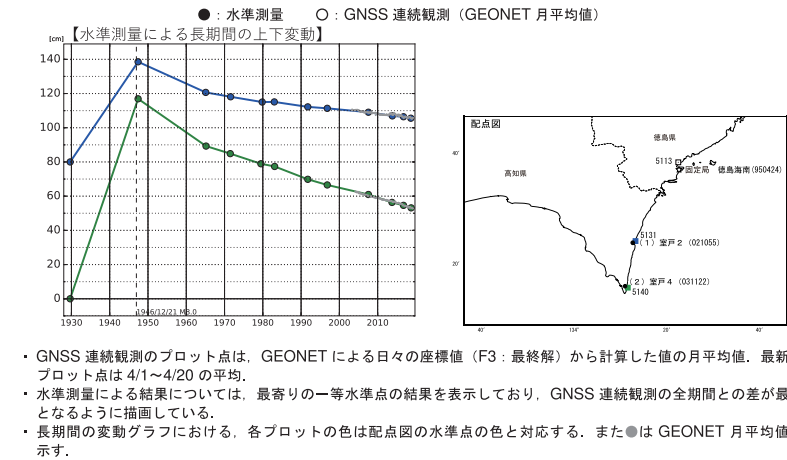 ●：水準測量　○：GNSS 連続観測（GEONET 月平均値）
[cm]【水準測量による長期間の上下変動】
140
120
100
80
60
40
20
0
1946/12/21 M8.0
1930 1940 1950 1960 1970 1980 1990 2000 2010
配点図
徳島県
40′
5113
固定局　徳島海南(950424)
高知県
5131
(1) 室戸2 (021055)
20′
(2) 室戸4 (031122)
5140
40′ 134° 20′ 40′
・GNSS 連続観測のプロット点は，GEONET による日々の座標値（F3：最終解）から計算した値の月平均値．最新
プロット点は 4/1～4/20 の平均．
・水準測量による結果については，最寄りの一等水準点の結果を表示しており，GNSS 連続観測の全期間との差が最
となるように描画している．
・長期間の変動グラフにおける，各プロットの色は配点図の水準点の色と対応する．また●は GEONET 月平均値
示す．